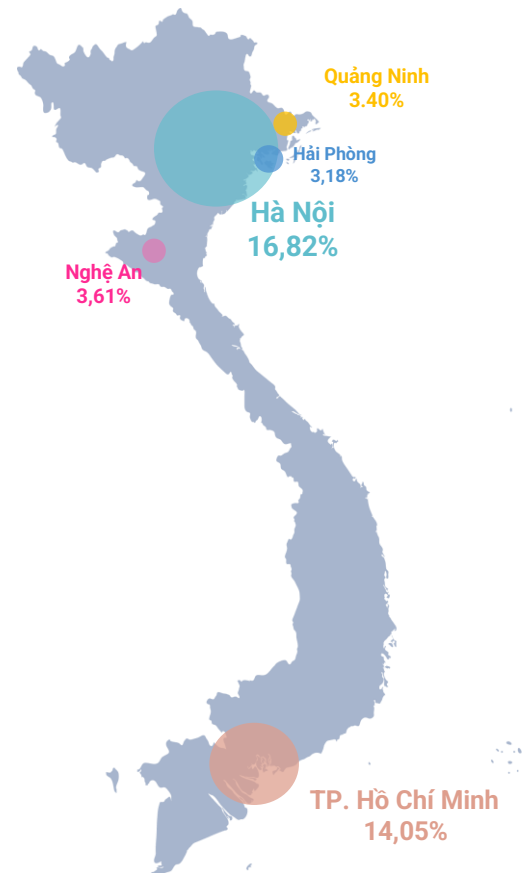 Quảng Ninh
3.40%
Hải Phòng
3,18%
Hà Nội
16,82%
Nghệ An
3,61%
TP. Hồ Chí Minh
14,05%